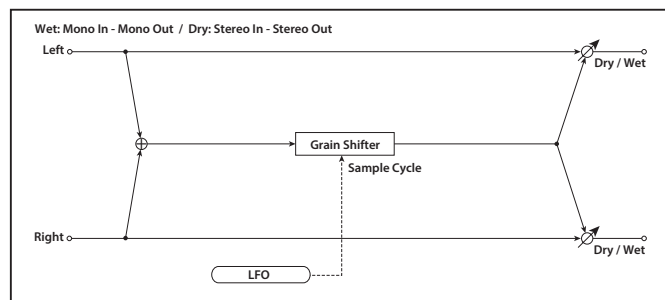 Wet: Mono In - Mono Out / Dry: Stereo In - Stereo Out
Left
Dry / Wet
Grain Shifter
Sample Cycle
Right
Dry / Wet
LFO